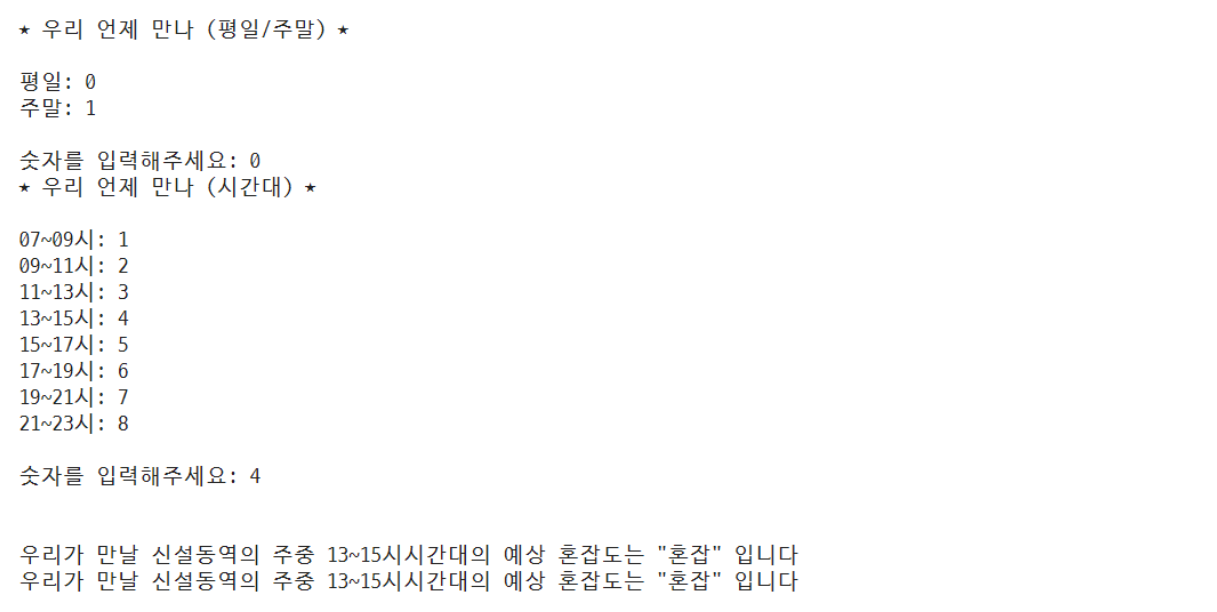 ★ 우리 언제 만나 (평일/주말) ★
평일: 0
주말: 1
숫자를 입력해주세요: 0
★ 우리 언제 만나 (시간대) ★
07~09시: 1
09~11시: 2
11~13시: 3
13~15시: 4
15~17시: 5
17~19시: 6
19~21시: 7
21~23시: 8
숫자를 입력해주세요: 4
우리가 만날 신설동역의 주중 13~15시시간대의 예상 혼잡도는 "혼잡" 입니다
우리가 만날 신설동역의 주중 13~15시시간대의 예상 혼잡도는 "혼잡" 입니다